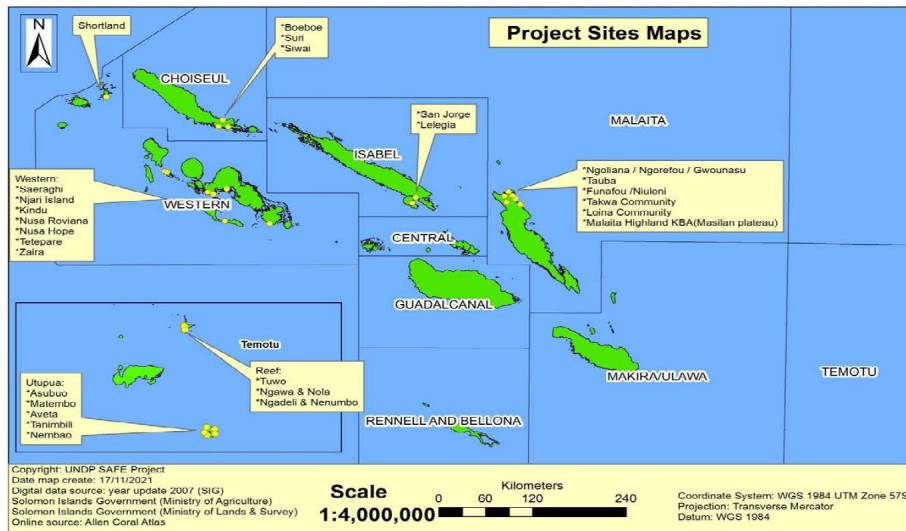 N
Project Sites Maps
Shortland
*Boeboe
*Suri
*Siwai
CHOISEUL
*San Jorge
*Lelegia
ISABEL
MALAITA
*Ngoliana / Ngorefou / Gwounasu
*Tauba
*Funafou /Niuleni
*Takwa Community
*Loina Community
*Malaita Highland KBA(Masilan plateau)
Western:
*Saeraghi
*Njari Island
*Kindu
*Nusa Roviana
*Nusa Hope
*Tetepare
*Zaira
WESTERN
CENTRAL
GUADALCANAL
MAKIRA/ULAWA
TEMOTU
RENNELL AND BELLONA
Temotu
Reef:
*Tuwo
*Ngawa & Nola
*Ngadeli & Nenumbo
Utupua:
*Asubuo
*Matembo
*Aveta
*Tanimbili
*Nembao
Copyright: UNDP SAFE Project
Date map create: 17/11/2021
Digital data source: year update 2007 (SIG)
Solomon Islands Government (Ministry of Agriculture)
Solomon Islands Government (Ministry of Lands & Survey)
Online source: Allen Coral Atlas
Scale
1:4,000,000
Kilometers
0 30 60 120 180 240
Coordinate System: WGS 1984 UTM Zone 57S
Projection: Transverse Mercator
Datum: WGS 1984